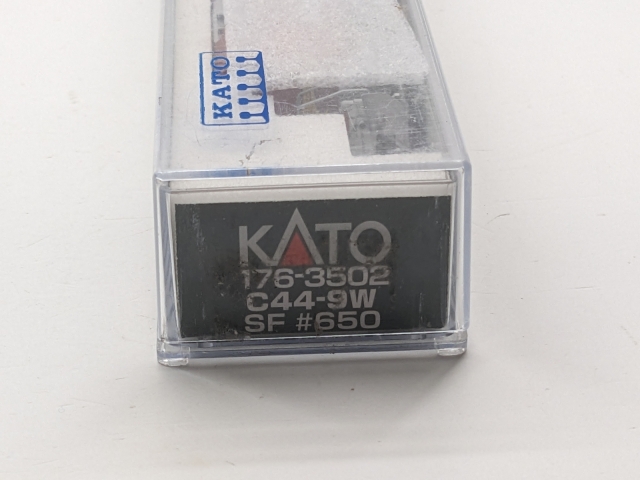 KATO
KATO
176-3502
C44-9W
SF #650